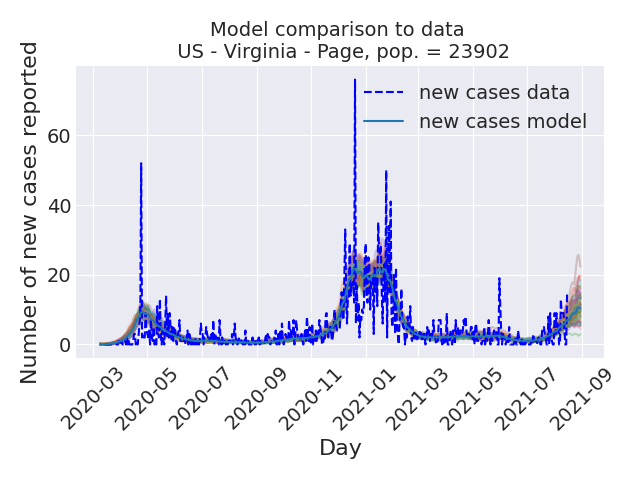 Model comparison to data
US - Virginia - Page, pop. = 23902
Number of new cases reported
60
40
20
0
new cases data
new cases model
2020-03
2020-05
2020-07
2020-09
2020-11
2021-01
2021-03
2021-05
2021-07
2021-09
Day